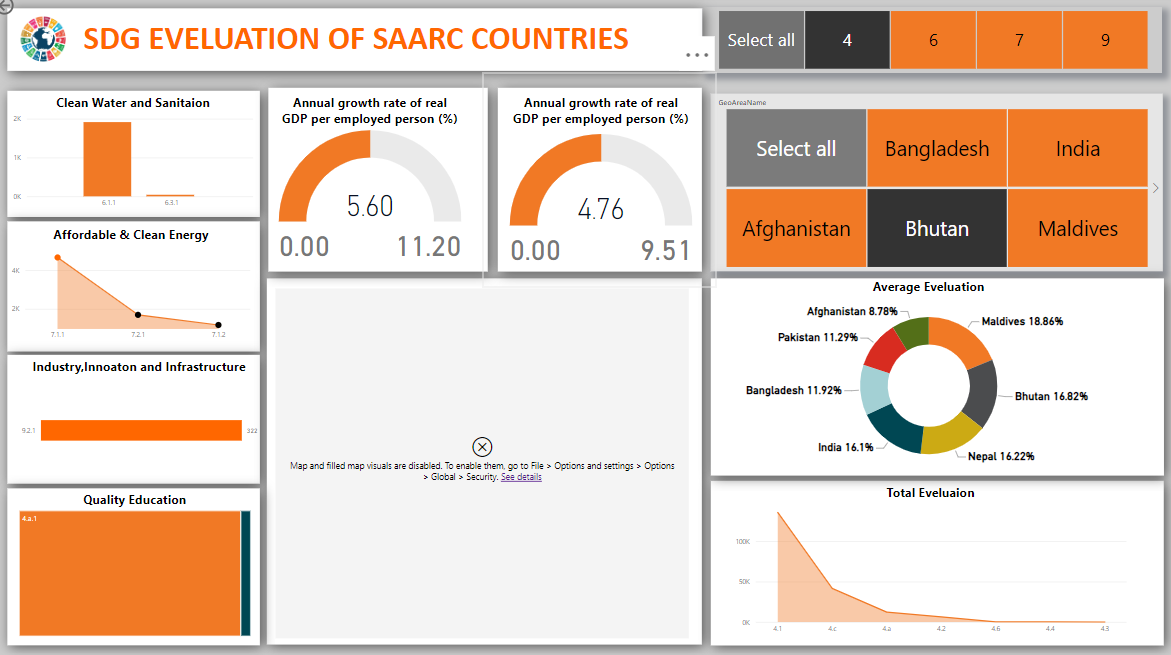 SDG EVELUATION OF SAARC COUNTRIES
Select all
4
6
7
9
Clean Water and Sanitaion
2K
1K
0K
6.1.1
6.3.1
Annual growth rate of real
GDP per employed person (%)
5.60
0.00
11.20
Annual growth rate of real
GDP per employed person (%)
4.76
0.00
9.51
GeoAreaName
Select all
Bangladesh
India
Afghanistan
Bhutan
Maldives
Affordable & Clean Energy
4K
2K
7.1.1
7.2.1
7.1.2
Industry,Innoaton and Infrastructure
9.2.1
322
Quality Education
4.a.1
Map and filled map visuals are disabled. To enable them, go to File > Options and settings > Options
> Global > Security. See details
Average Eveluation
Afghanistan 8.78%
Maldives 18.86%
Pakistan 11.29%
Bangladesh 11.92%
Bhutan 16.82%
India 16.1%
Nepal 16.22%
Total Eveluaion
100K
50K
0K
4.1
4.c
4.a
4.2
4.6
4.4
4.3